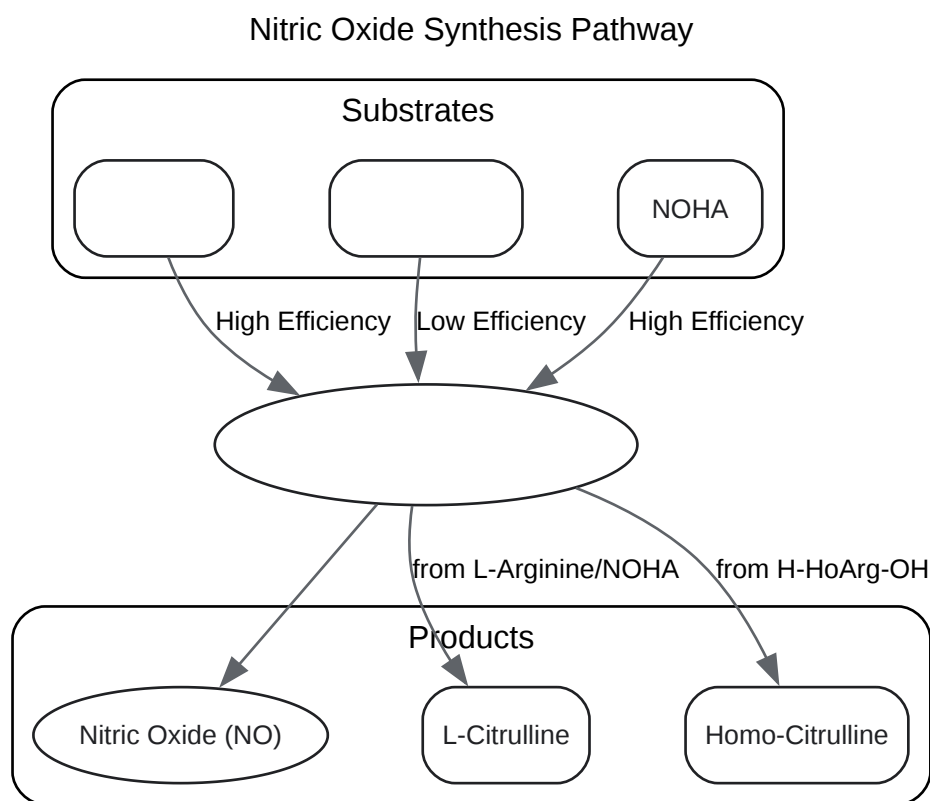 Nitric Oxide Synthesis Pathway
Substrates
NOHA
High Efficiency
Low Efficiency
High Efficiency
from L-Arginine/NOHA
from H-HoArg-OH
Products
Nitric Oxide (NO)
L-Citrulline
Homo-Citrulline